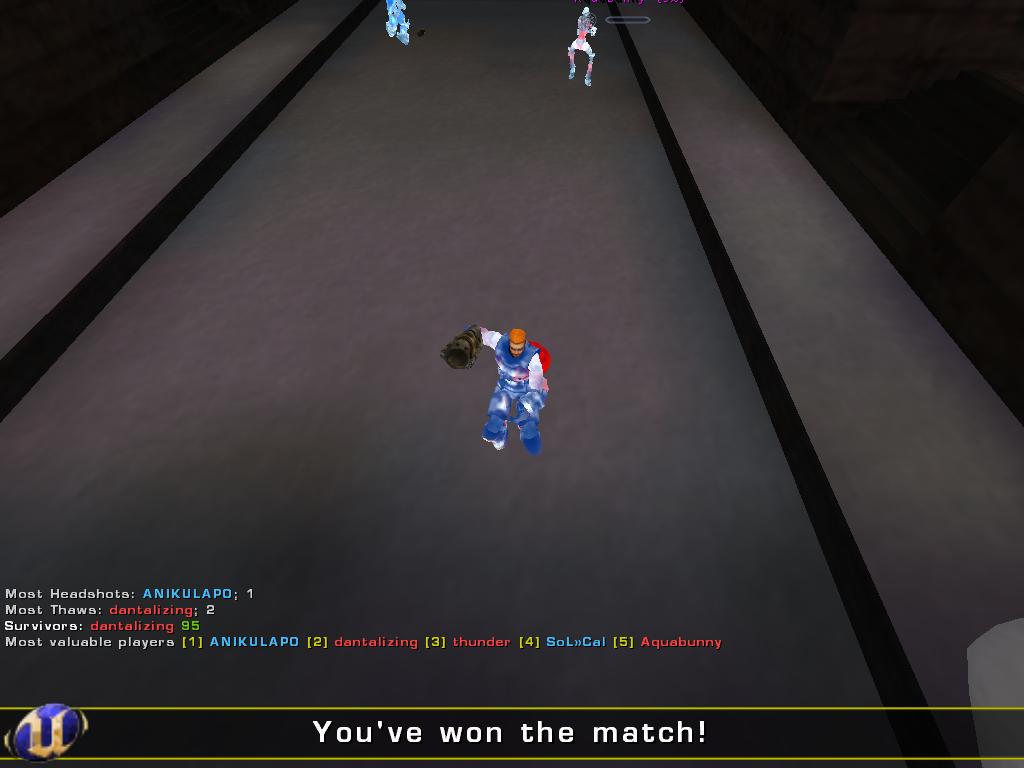 Most Headshots: ANIKULAPO; 1
Most Thaws: dantalizing; 2
Survivors: dantalizing 95
Most valuable players [1] ANIKULAPO [2] dantalizing [3] thunder [4] SoL»Cal [5] Aquabunny
You've won the match!